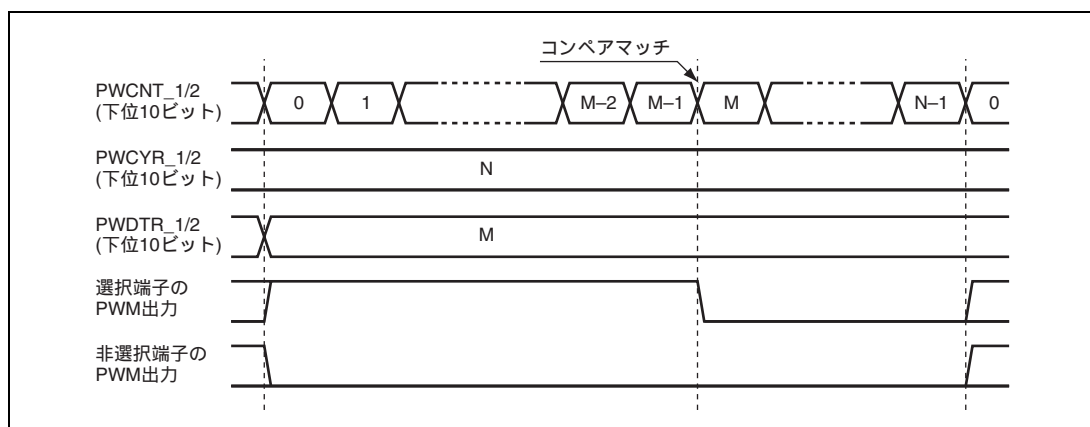 コンペアマッチ
PWCNT_1/2
(下位10ビット)
0 1 M–2 M–1 M N–1 0
PWCYR_1/2
(下位10ビット)
N
PWDTR_1/2
(下位10ビット)
M
選択端子の
PWM出力
非選択端子の
PWM出力